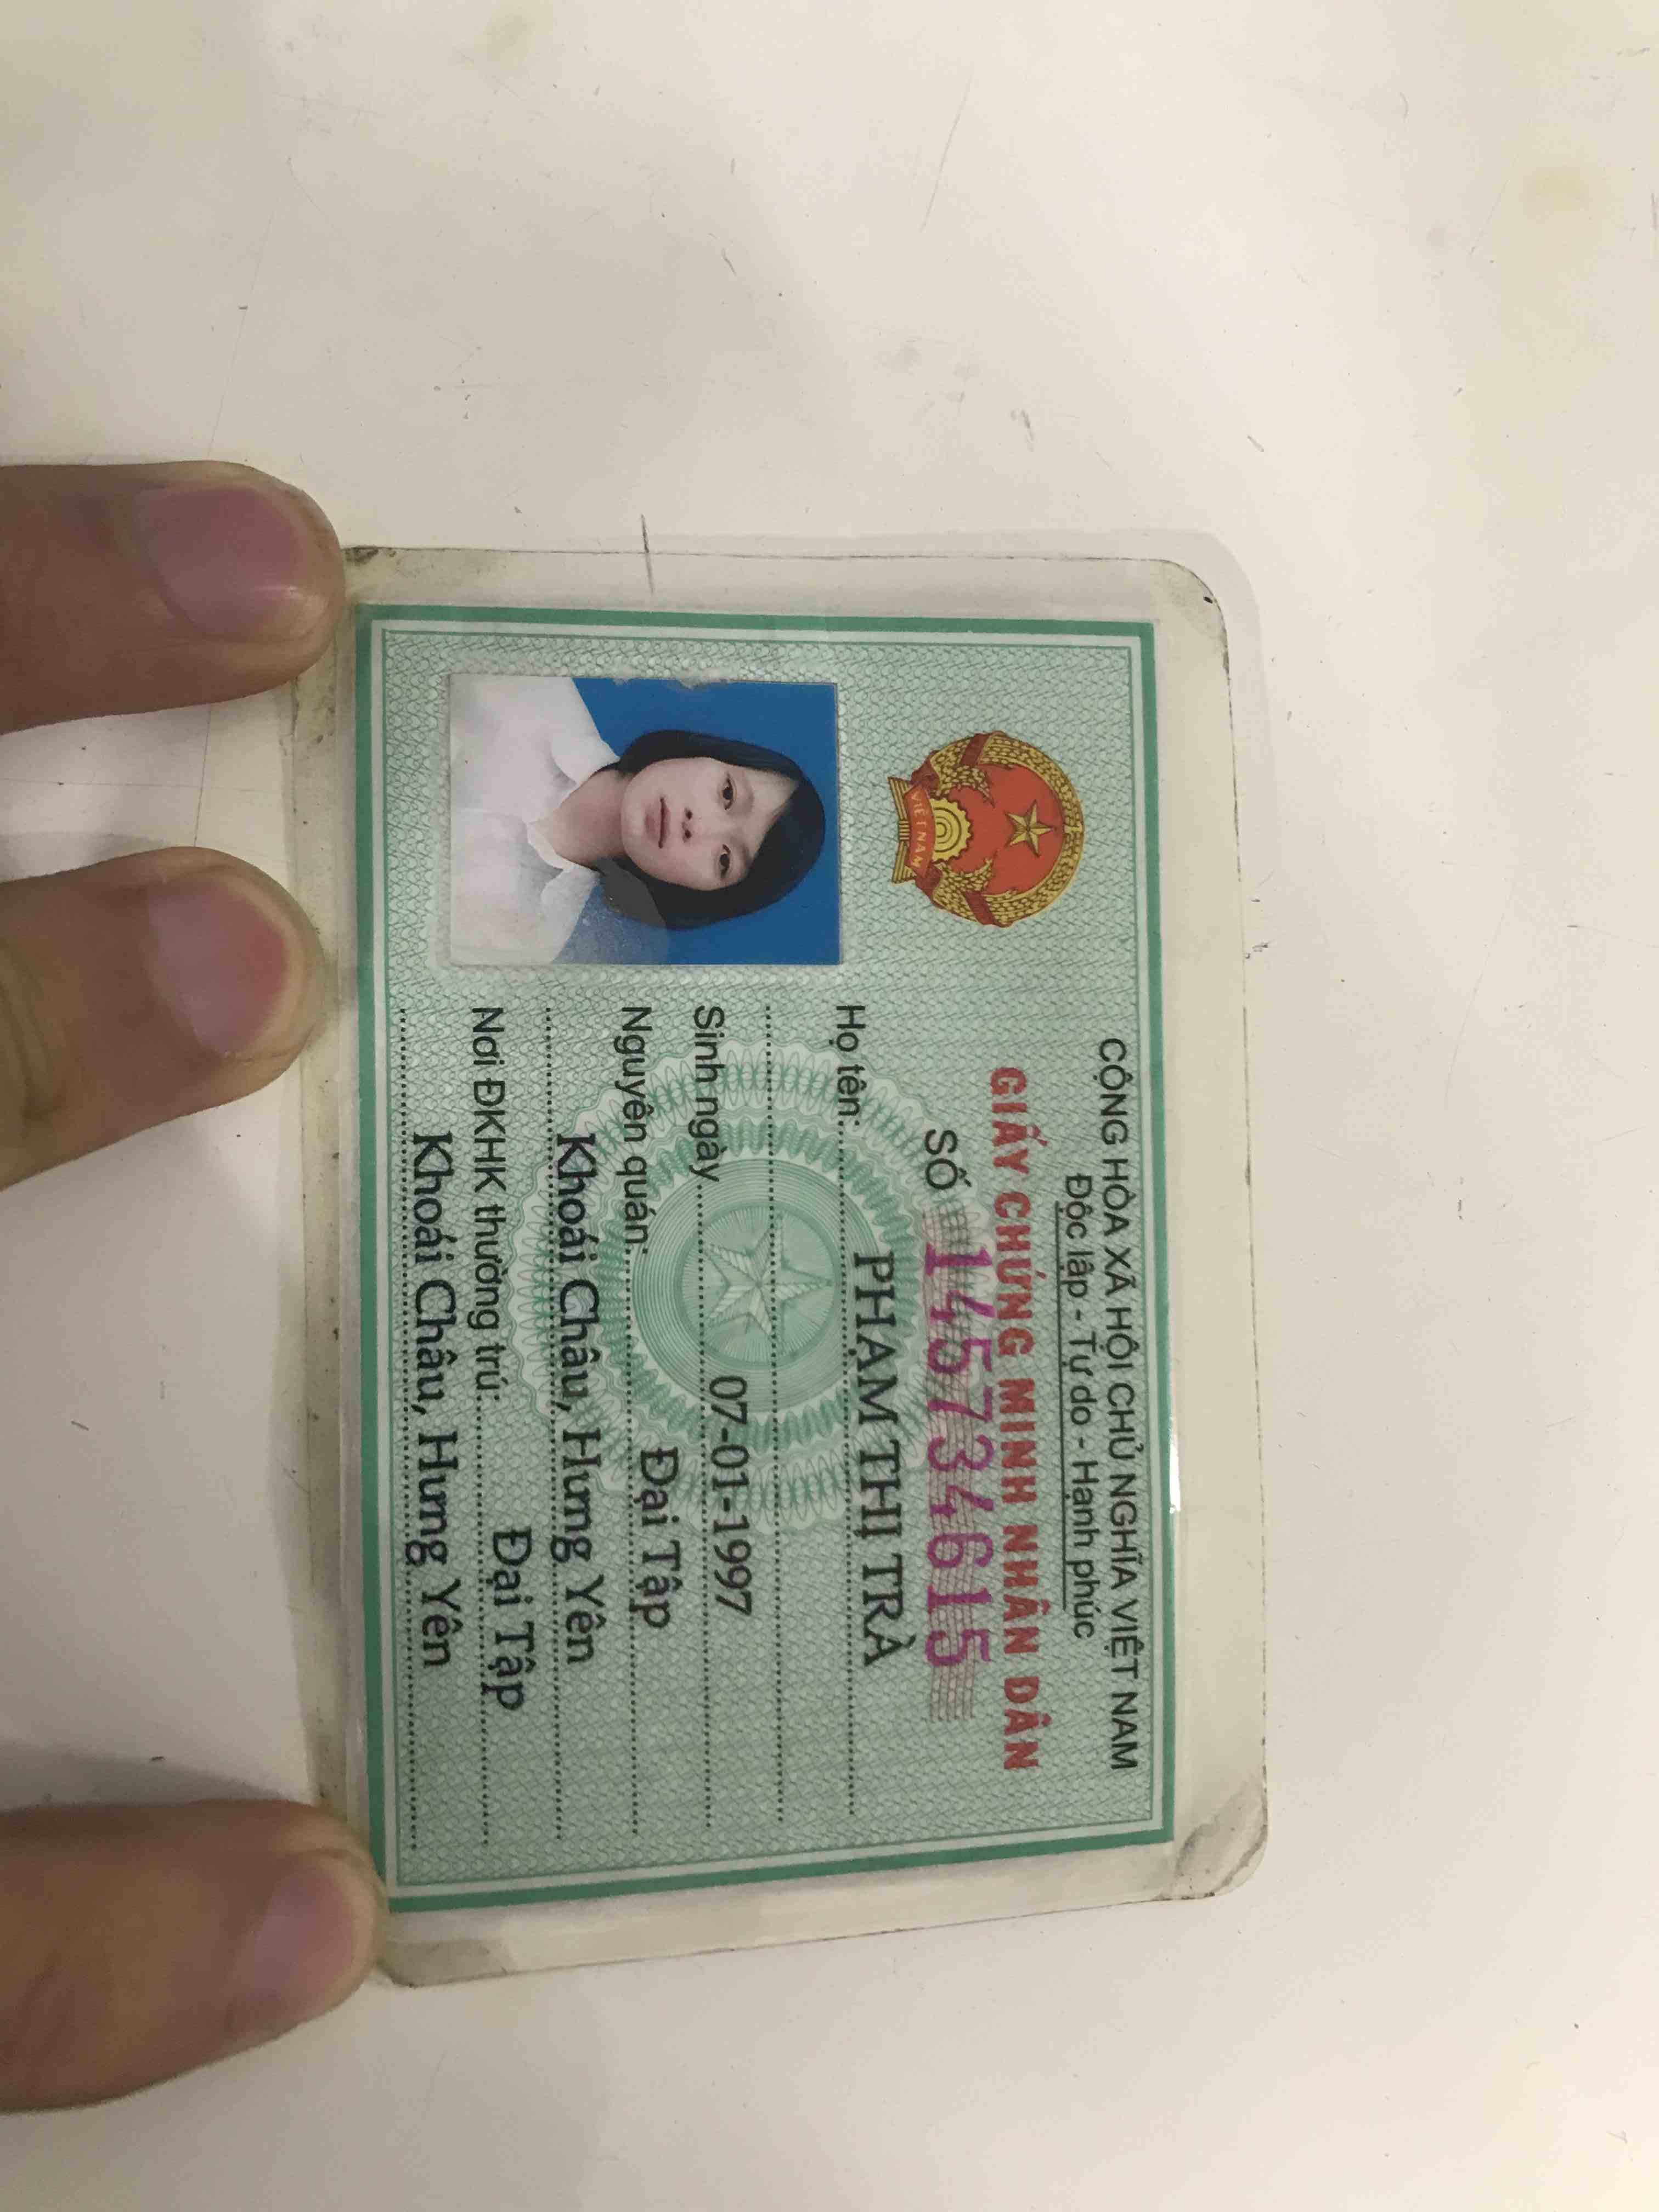 CỘNG HÒA XÃ HỘI CHỦ NGHĨA VIỆT NAM
Độc lập - Tự do - Hạnh phúc
GIẤY CHỨNG MINH NHÂN DÂN
SỐ 145734615
VIỆT NAM
Họ tên: PHẠM THỊ TRÀ
Sinh ngày 07-01-1997
Nguyên quán: Đại Tập
Khoái Châu, Hưng Yên
Nơi ĐKHK thường trú: Đại Tập
Khoái Châu, Hưng Yên